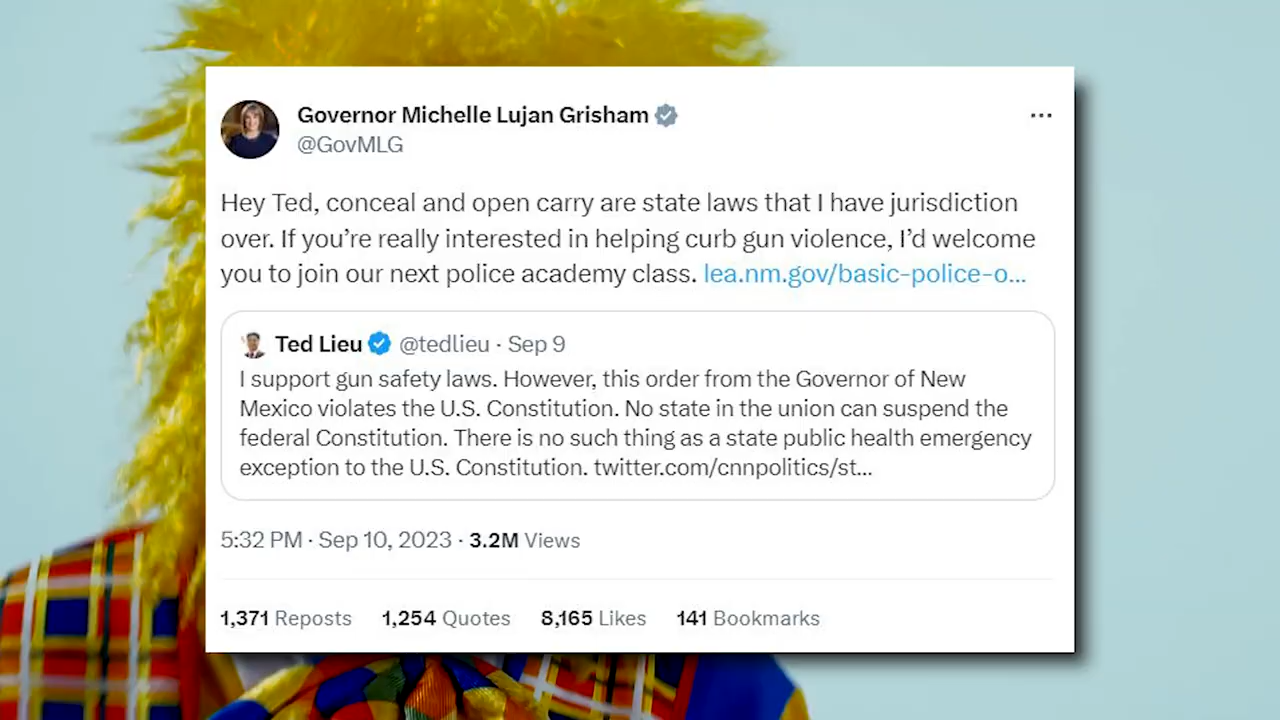 Governor Michelle Lujan Grisham
@GovMLG
Hey Ted, conceal and open carry are state laws that I have jurisdiction
over. If you’re really interested in helping curb gun violence, I’d welcome
you to join our next police academy class. lea.nm.gov/basic-police-o...
Ted Lieu @tedlieu · Sep 9
I support gun safety laws. However, this order from the Governor of New
Mexico violates the U.S. Constitution. No state in the union can suspend the
federal Constitution. There is no such thing as a state public health emergency
exception to the U.S. Constitution. twitter.com/cnnpolitics/st...
5:32 PM · Sep 10, 2023 · 3.2M Views
1,371 Reposts 1,254 Quotes 8,165 Likes 141 Bookmarks